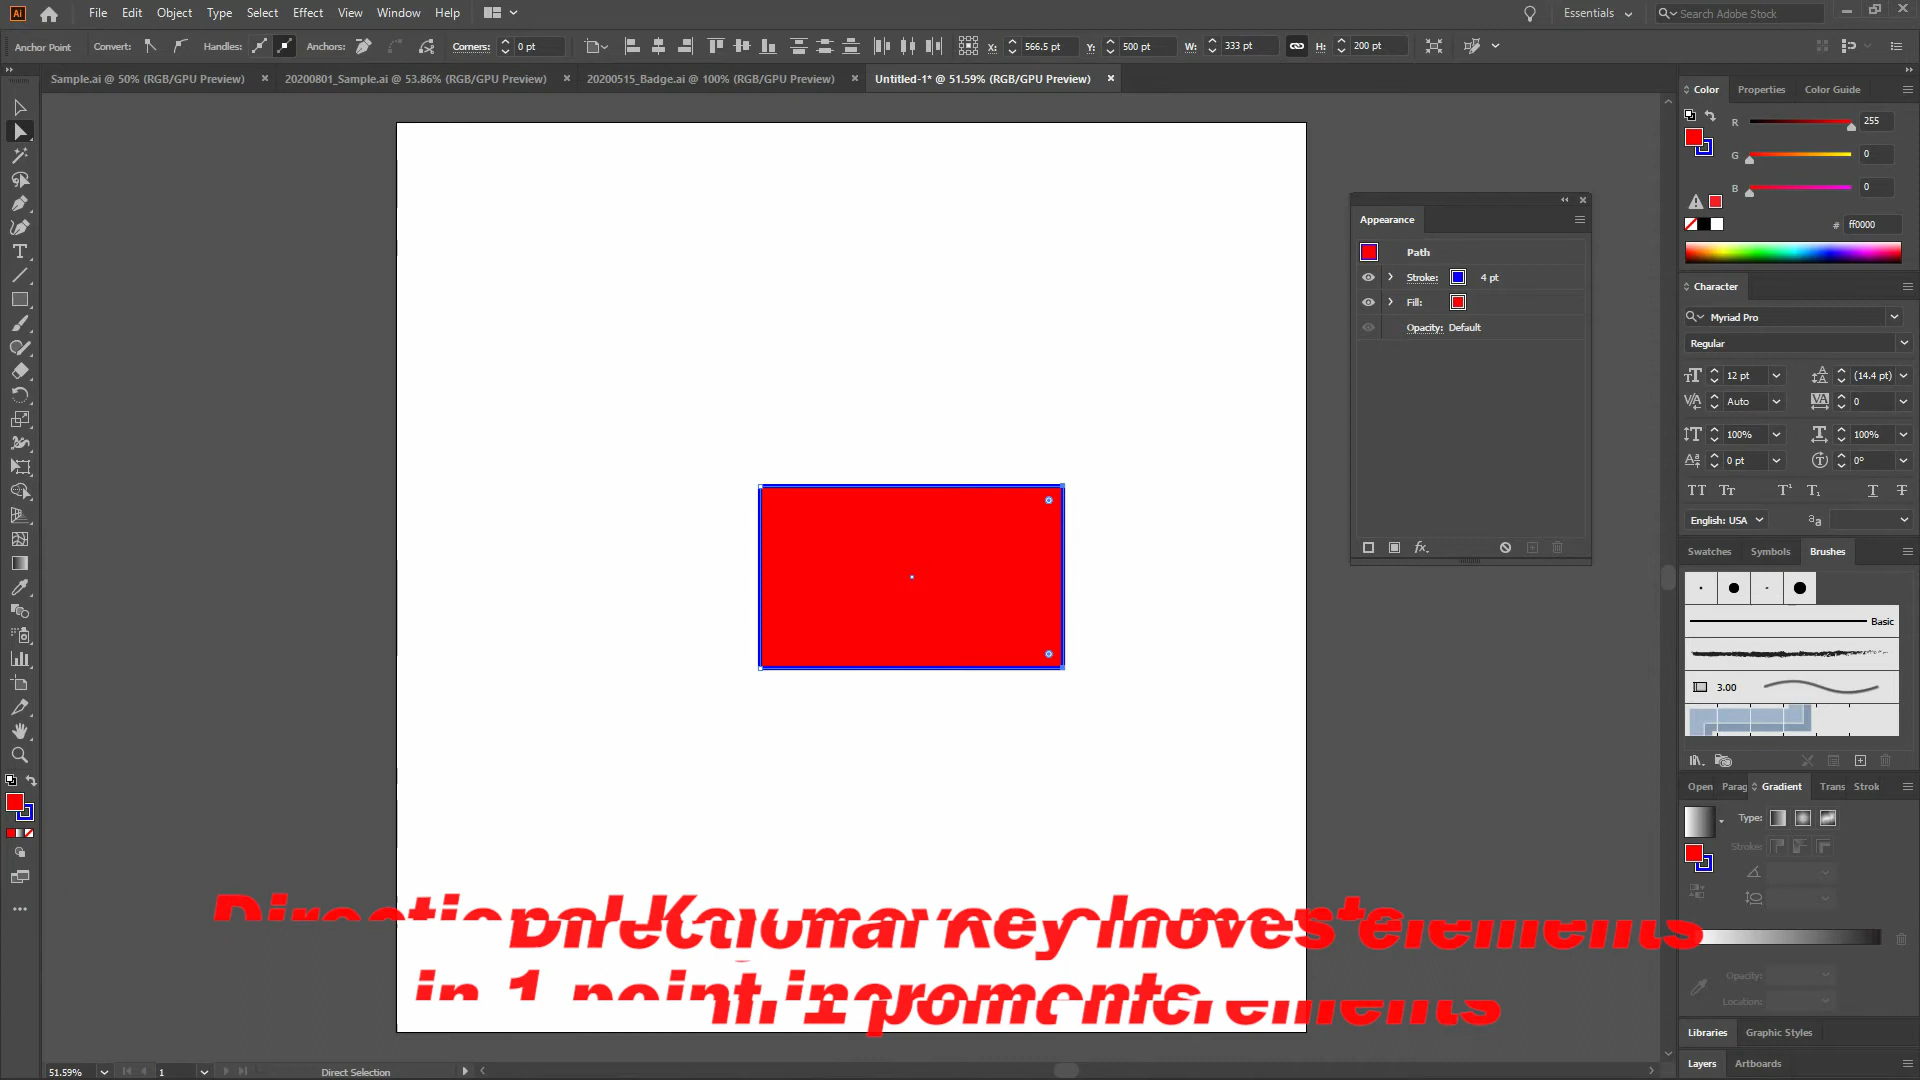 Ai
File Edit Object Type Select Effect View Window Help
Essentials
Search Adobe Stock
Anchor Point Convert: Handles: Anchors: Corners: 0 pt X: 566.5 pt Y: 500 pt W: 333 pt H: 200 pt
Sample.ai @ 50% (RGB/GPU Preview) × 20200801_Sample.ai @ 53.86% (RGB/GPU Preview) × 20200515_Badge.ai @ 100% (RGB/GPU Preview) × Untitled-1* @ 51.59% (RGB/GPU Preview) ×
Color Properties Color Guide
R 255
G 0
B 0
# ff0000
Appearance
Path
Stroke: 4 pt
Fill:
Opacity: Default
fx.
Character
Myriad Pro
Regular
12 pt (14.4 pt)
Auto 0
100% 100%
0 pt 0°
English: USA
Swatches Symbols Brushes
Basic
3.00
Open Parag Gradient Trans Strok
Type:
Stroke:
Opacity:
Location:
Directional Key moves elements
in 1 point increments
Libraries Graphic Styles
Layers Artboards
51.59% 1 Direct Selection